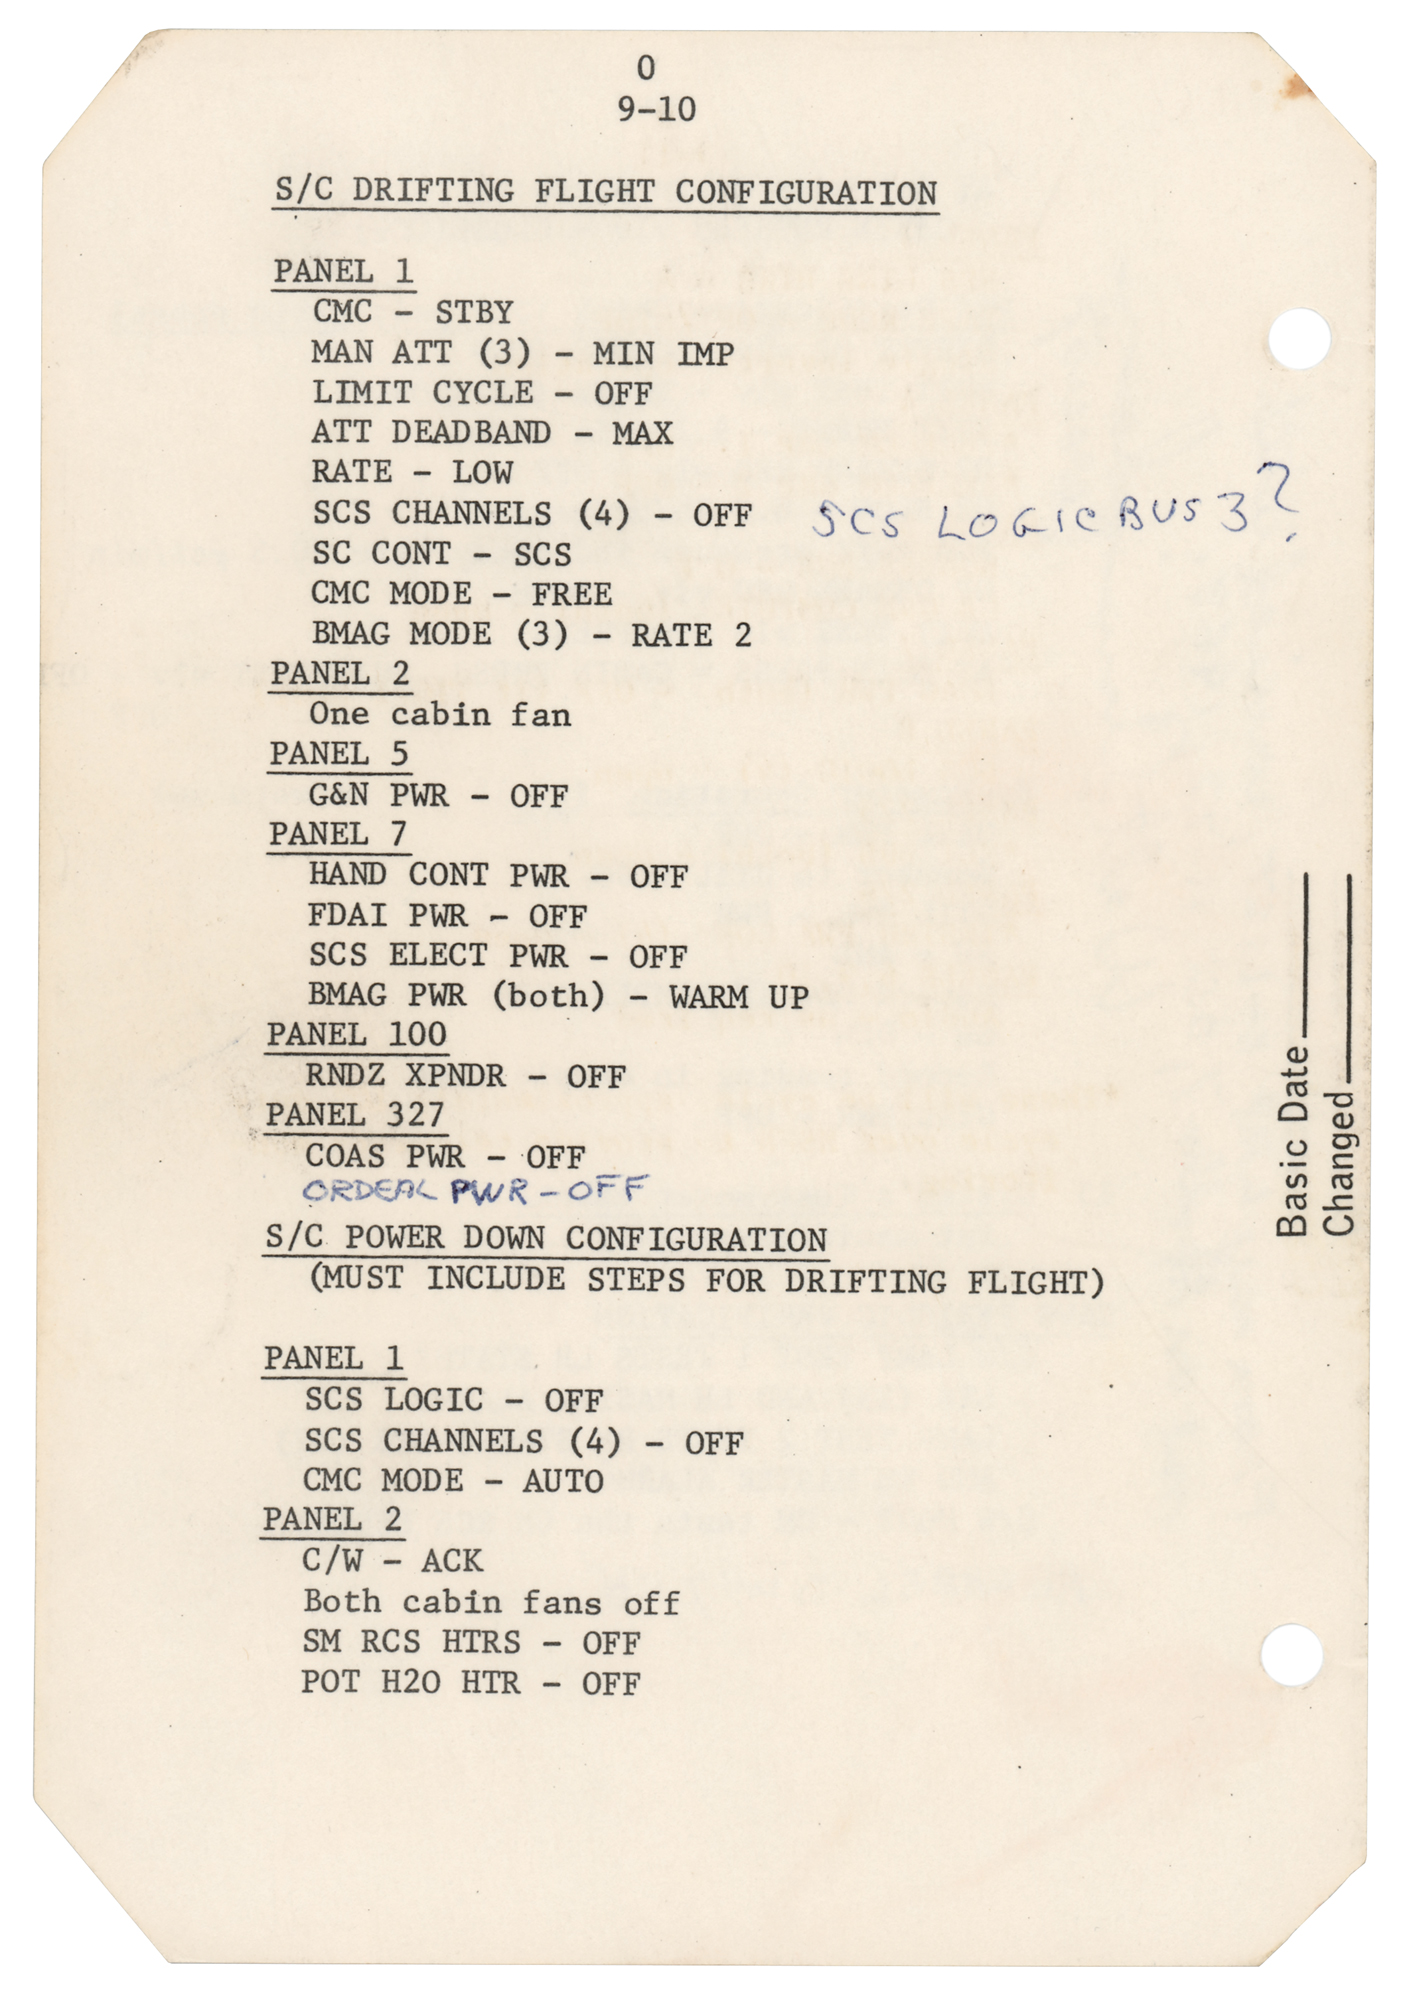 0
9-10
S/C DRIFTING FLIGHT CONFIGURATION
PANEL 1
CMC - STBY
MAN ATT (3) - MIN IMP
LIMIT CYCLE - OFF
ATT DEADBAND - MAX
RATE - LOW
SCS CHANNELS (4) - OFF SCS LOGIC BUS 3?
SC CONT - SCS
CMC MODE - FREE
BMAG MODE (3) - RATE 2
PANEL 2
One cabin fan
PANEL 5
G&N PWR - OFF
PANEL 7
HAND CONT PWR - OFF
FDAI PWR - OFF
SCS ELECT PWR - OFF
BMAG PWR (both) - WARM UP
PANEL 100
RNDZ XPNDR - OFF
PANEL 327
COAS PWR - OFF
ORDEAL PWR - OFF
S/C POWER DOWN CONFIGURATION
(MUST INCLUDE STEPS FOR DRIFTING FLIGHT)
PANEL 1
SCS LOGIC - OFF
SCS CHANNELS (4) - OFF
CMC MODE - AUTO
PANEL 2
C/W - ACK
Both cabin fans off
SM RCS HTRS - OFF
POT H2O HTR - OFF
Basic Date
Changed